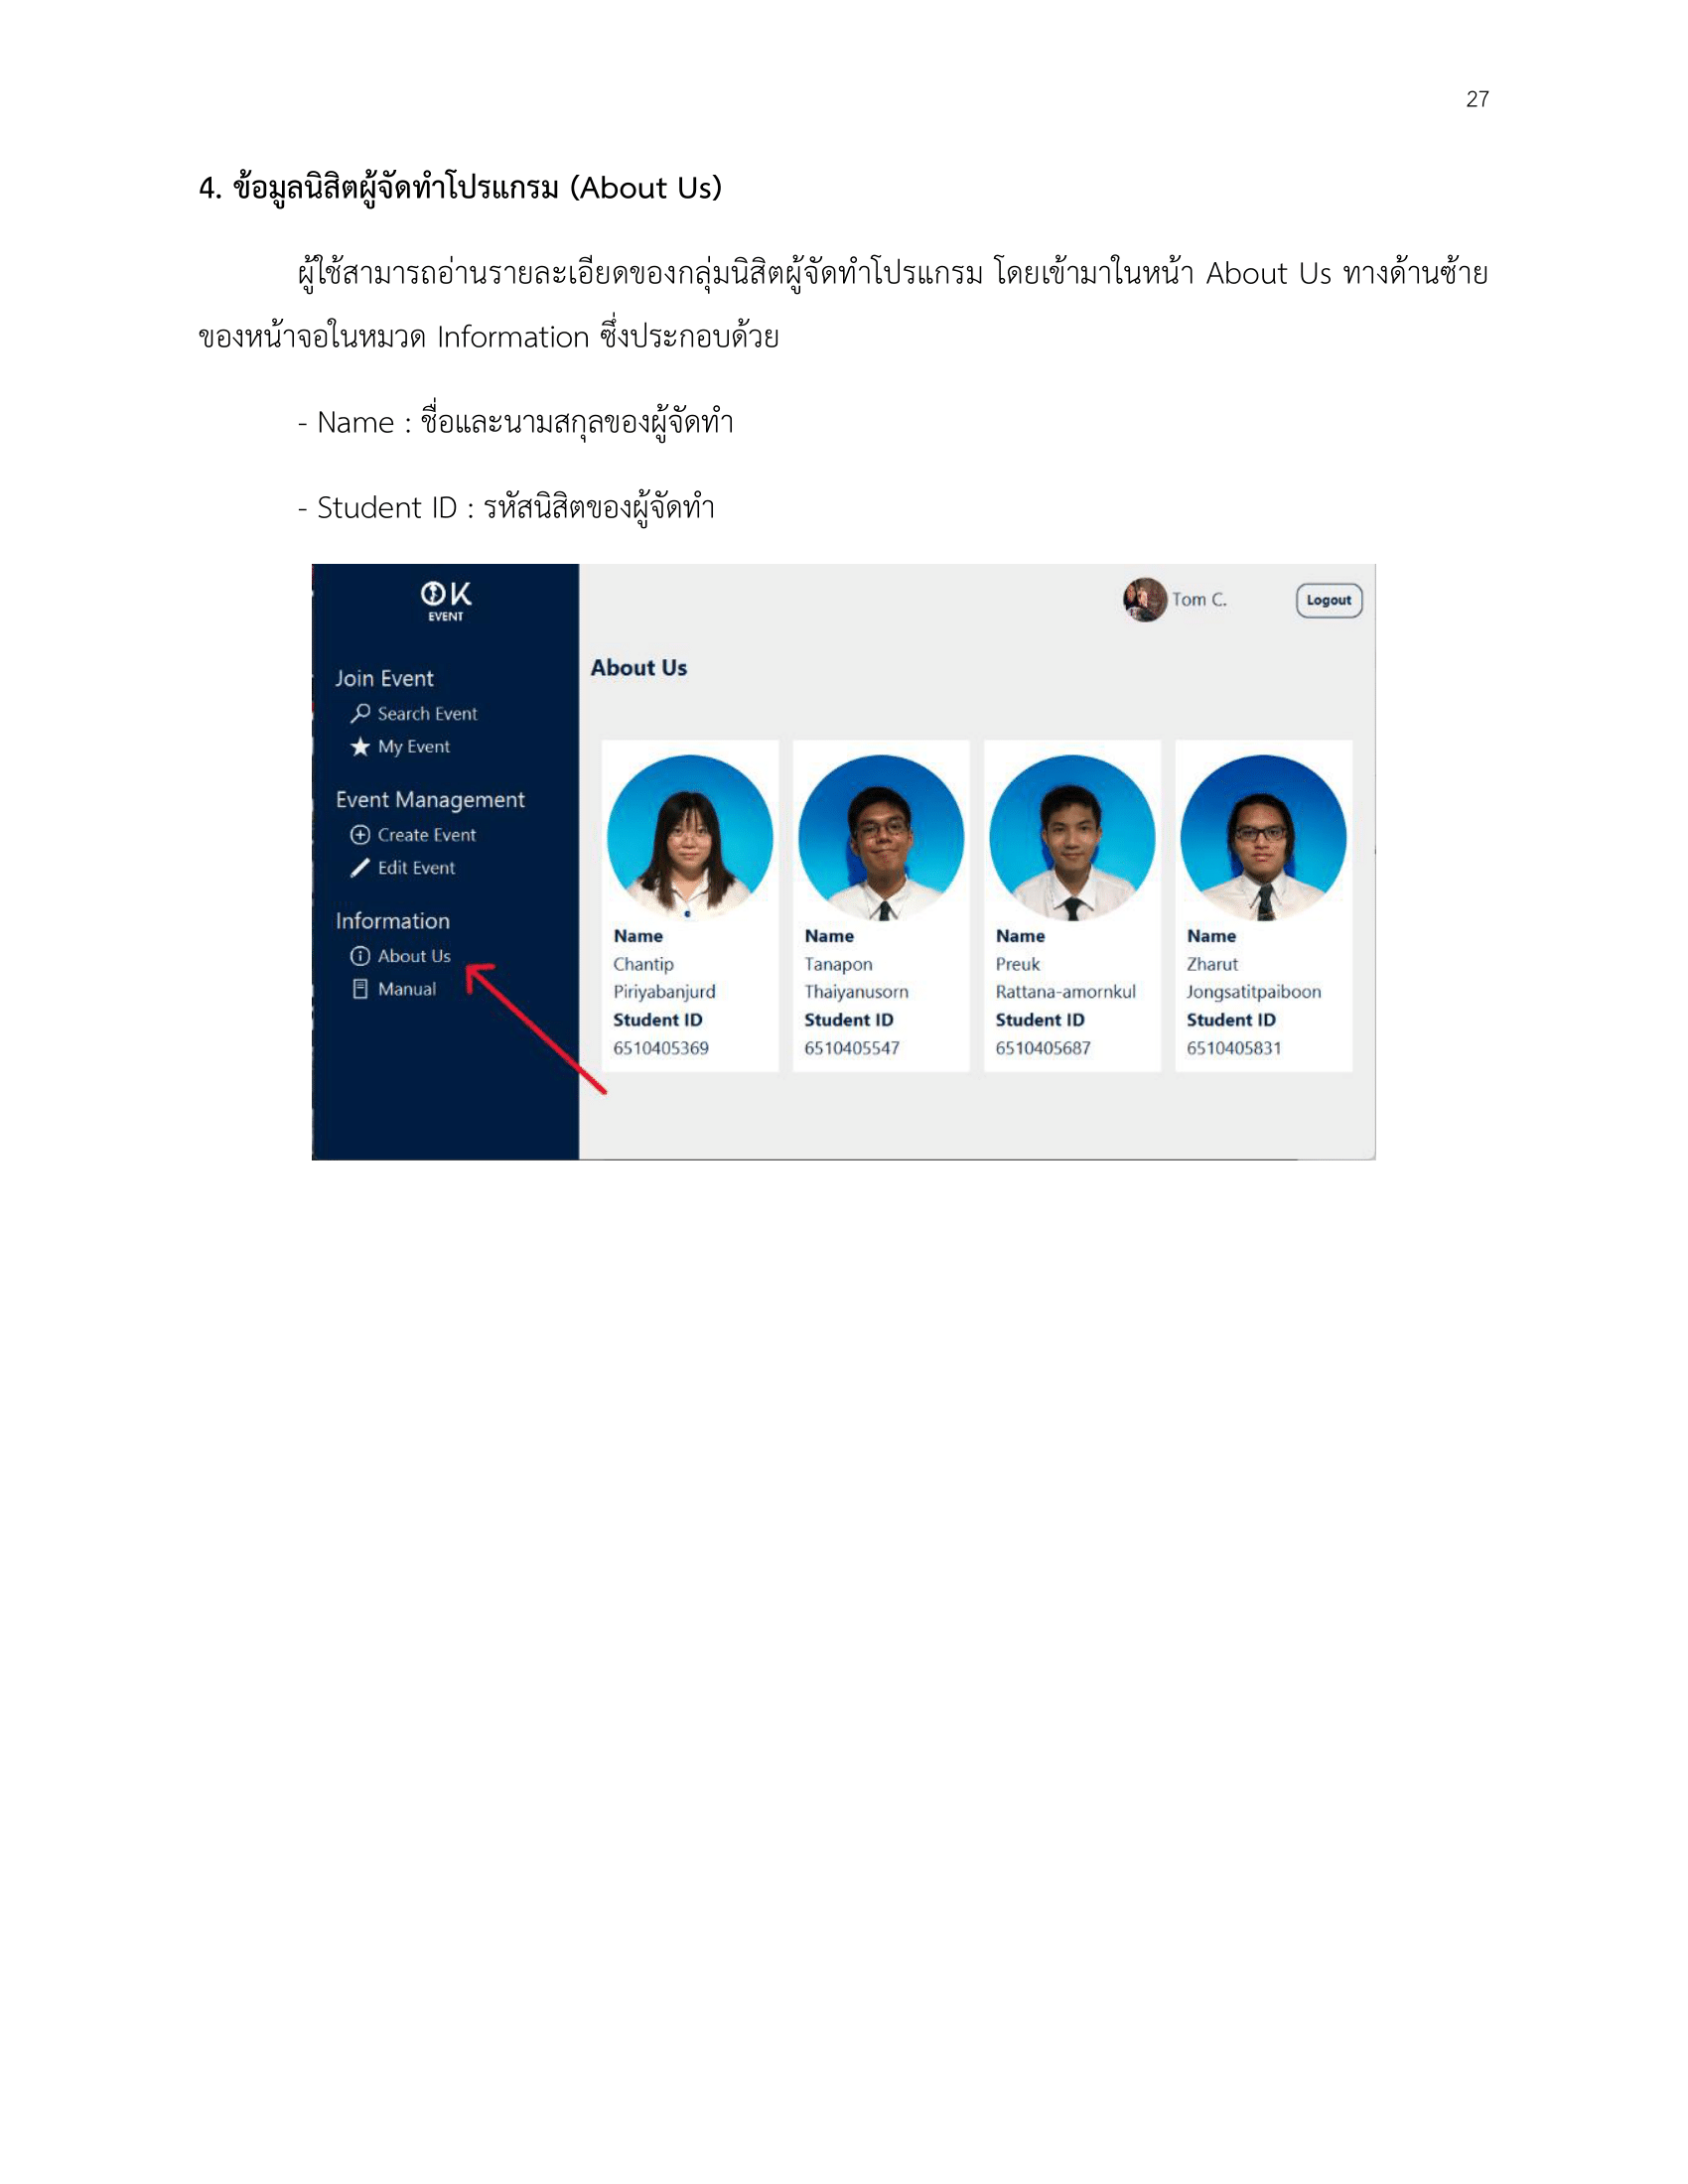 27
4. ข้อมูลนิสิตผู้จัดทำโปรแกรม (About Us)
ผู้ใช้สามารถอ่านรายละเอียดของกลุ่มนิสิตผู้จัดทำโปรแกรม โดยเข้ามาในหน้า About Us ทางด้านซ้าย
ของหน้าจอในหมวด Information ซึ่งประกอบด้วย
- Name : ชื่อและนามสกุลของผู้จัดทำ
- Student ID : รหัสนิสิตของผู้จัดทำ
OK
EVENT
Join Event
Search Event
My Event
Event Management
Create Event
Edit Event
Information
About Us
Manual
Tom C.
Logout
About Us
Name
Chantip
Piriyabanjurd
Student ID
6510405369
Name
Tanapon
Thaiyanusorn
Student ID
6510405547
Name
Preuk
Rattana-amornkul
Student ID
6510405687
Name
Zharut
Jongsatitpaiboon
Student ID
6510405831